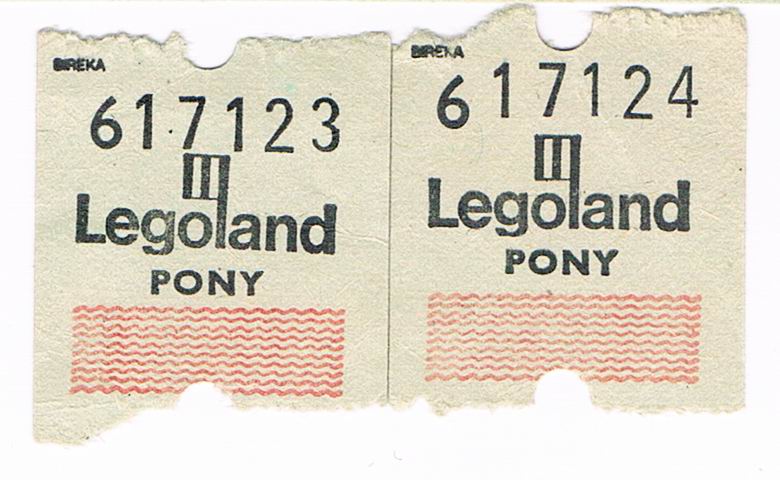 BIREKA
617123
Legoland
PONY
BIREKA
617124
Legoland
PONY